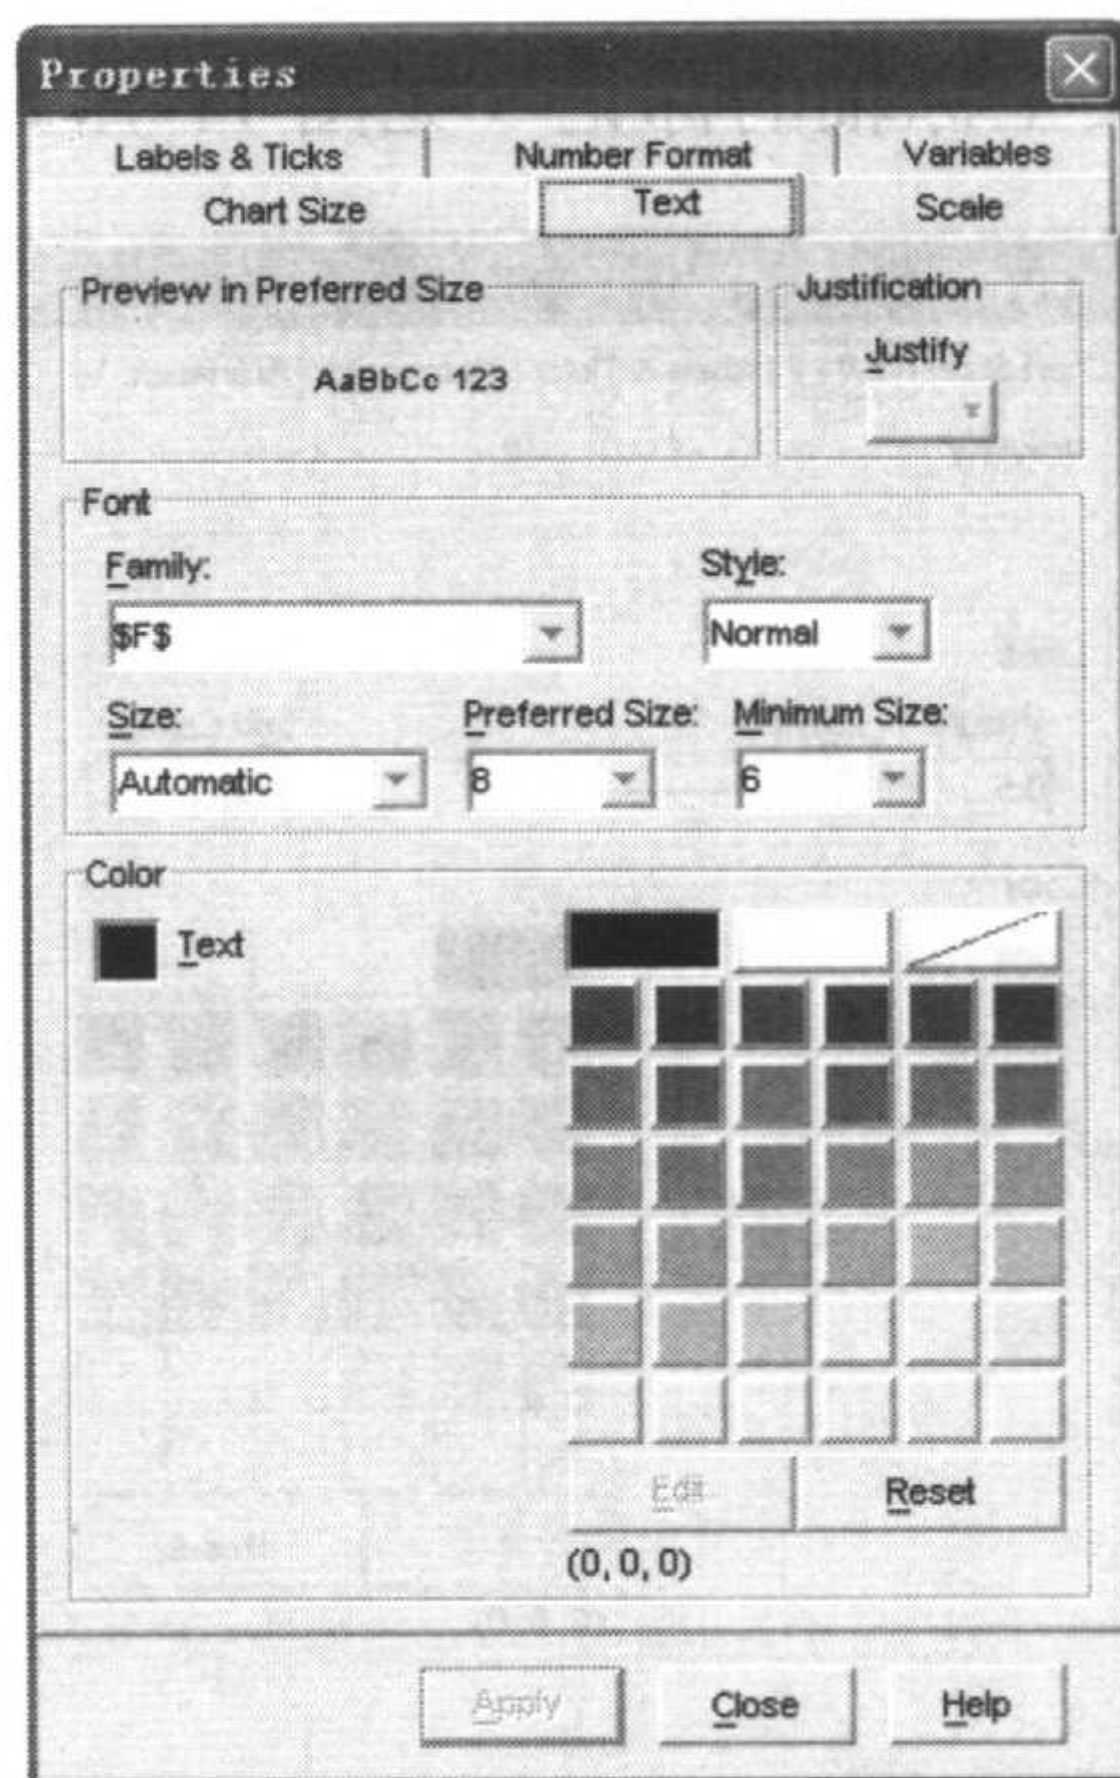 Properties
Labels & Ticks Number Format Variables
Chart Size Text Scale
Preview in Preferred Size Justification
Justify
AaBbCc 123
Font
Family: Style:
$F$ Normal
Size: Preferred Size: Minimum Size:
Automatic 8 6
Color
Text
Edit Reset
(0, 0, 0)
Apply Close Help